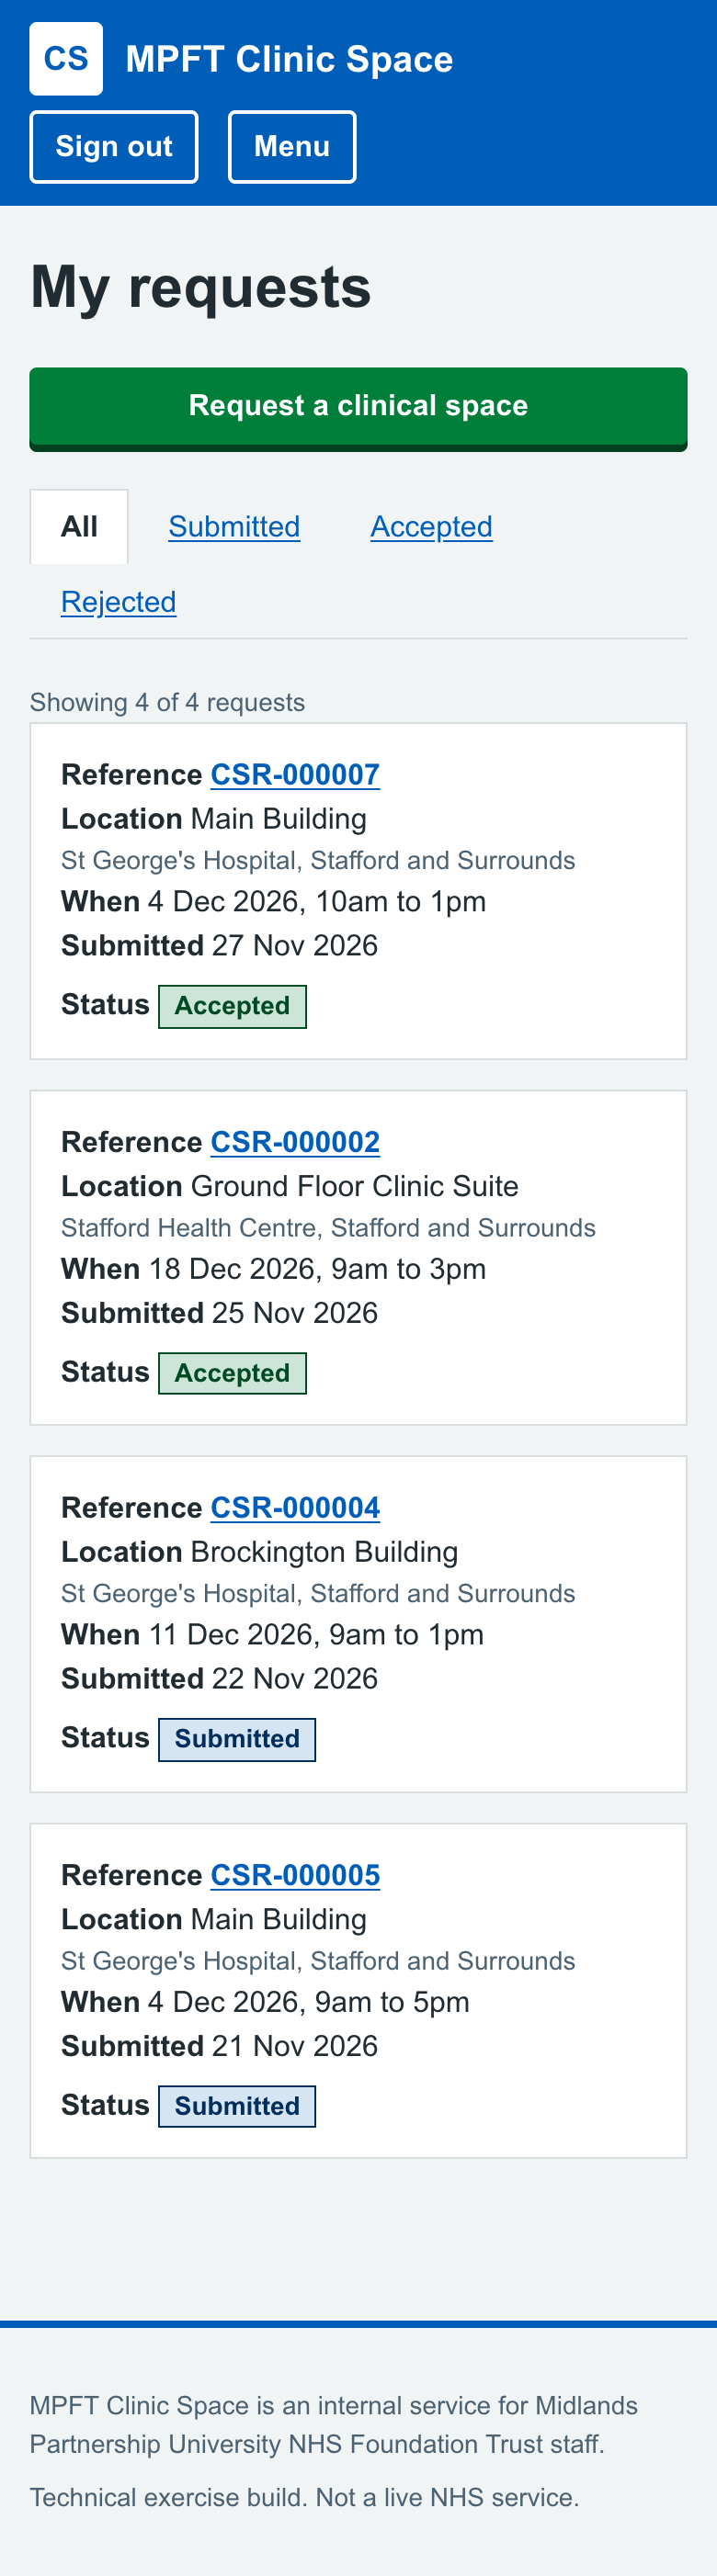 CS MPFT Clinic Space
Sign out Menu
My requests
Request a clinical space
All Submitted Accepted
Rejected
Showing 4 of 4 requests
Reference CSR-000007
Location Main Building
St George's Hospital, Stafford and Surrounds
When 4 Dec 2026, 10am to 1pm
Submitted 27 Nov 2026
Status Accepted
Reference CSR-000002
Location Ground Floor Clinic Suite
Stafford Health Centre, Stafford and Surrounds
When 18 Dec 2026, 9am to 3pm
Submitted 25 Nov 2026
Status Accepted
Reference CSR-000004
Location Brockington Building
St George's Hospital, Stafford and Surrounds
When 11 Dec 2026, 9am to 1pm
Submitted 22 Nov 2026
Status Submitted
Reference CSR-000005
Location Main Building
St George's Hospital, Stafford and Surrounds
When 4 Dec 2026, 9am to 5pm
Submitted 21 Nov 2026
Status Submitted
MPFT Clinic Space is an internal service for Midlands
Partnership University NHS Foundation Trust staff.
Technical exercise build. Not a live NHS service.